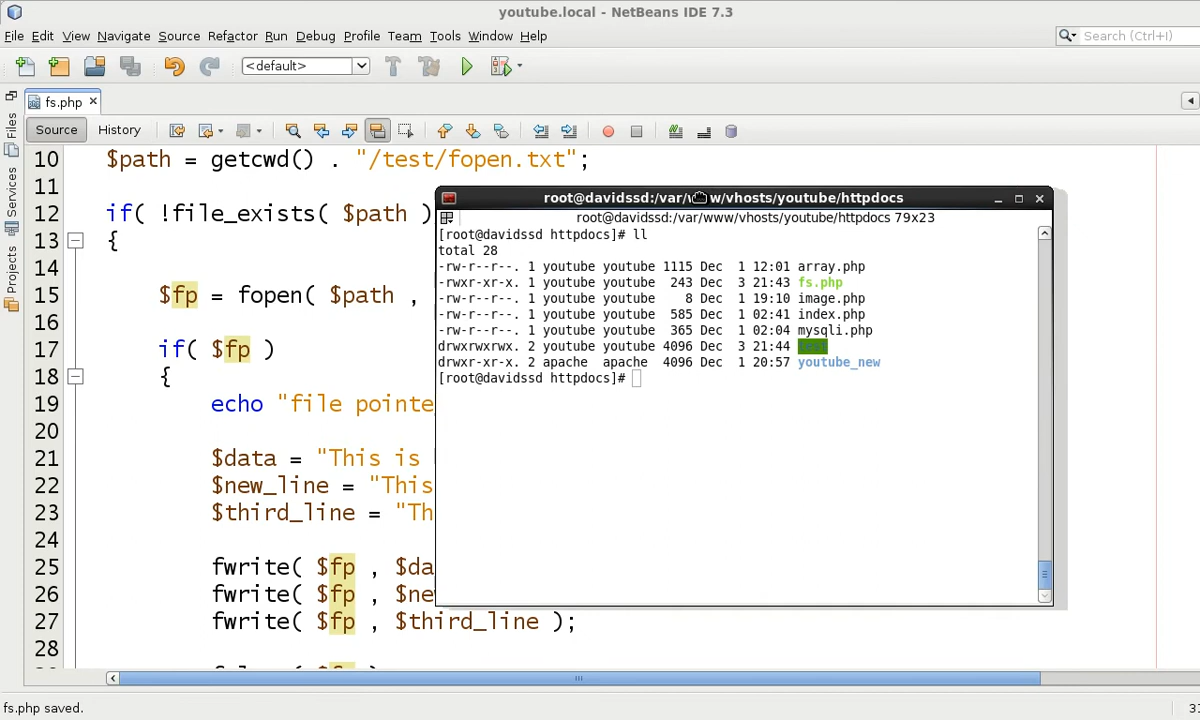 youtube.local - NetBeans IDE 7.3
File Edit View Navigate Source Refactor Run Debug Profile Team Tools Window Help
Search (Ctrl+I)
<default>
fs.php
Files
Services
Projects
Source History
10 $path = getcwd() . "/test/fopen.txt";
11
12 if( !file_exists( $path )
13 {
14
15 $fp = fopen( $path ,
16
17 if( $fp )
18 {
19 echo "file pointe
20
21 $data = "This is
22 $new_line = "This
23 $third_line = "Th
24
25 fwrite( $fp , $da
26 fwrite( $fp , $ne
27 fwrite( $fp , $third_line );
28
root@davidssd:/var/www/vhosts/youtube/httpdocs
root@davidssd:/var/www/vhosts/youtube/httpdocs 79x23
[root@davidssd httpdocs]# ll
total 28
-rw-r--r--. 1 youtube youtube 1115 Dec 1 12:01 array.php
-rwxr-xr-x. 1 youtube youtube 243 Dec 3 21:43 fs.php
-rw-r--r--. 1 youtube youtube 8 Dec 1 19:10 image.php
-rw-r--r--. 1 youtube youtube 585 Dec 1 02:41 index.php
-rw-r--r--. 1 youtube youtube 365 Dec 1 02:04 mysqli.php
drwxrwxrwx. 2 youtube youtube 4096 Dec 3 21:44 test
drwxr-xr-x. 2 apache apache 4096 Dec 1 20:57 youtube_new
[root@davidssd httpdocs]#
fs.php saved.